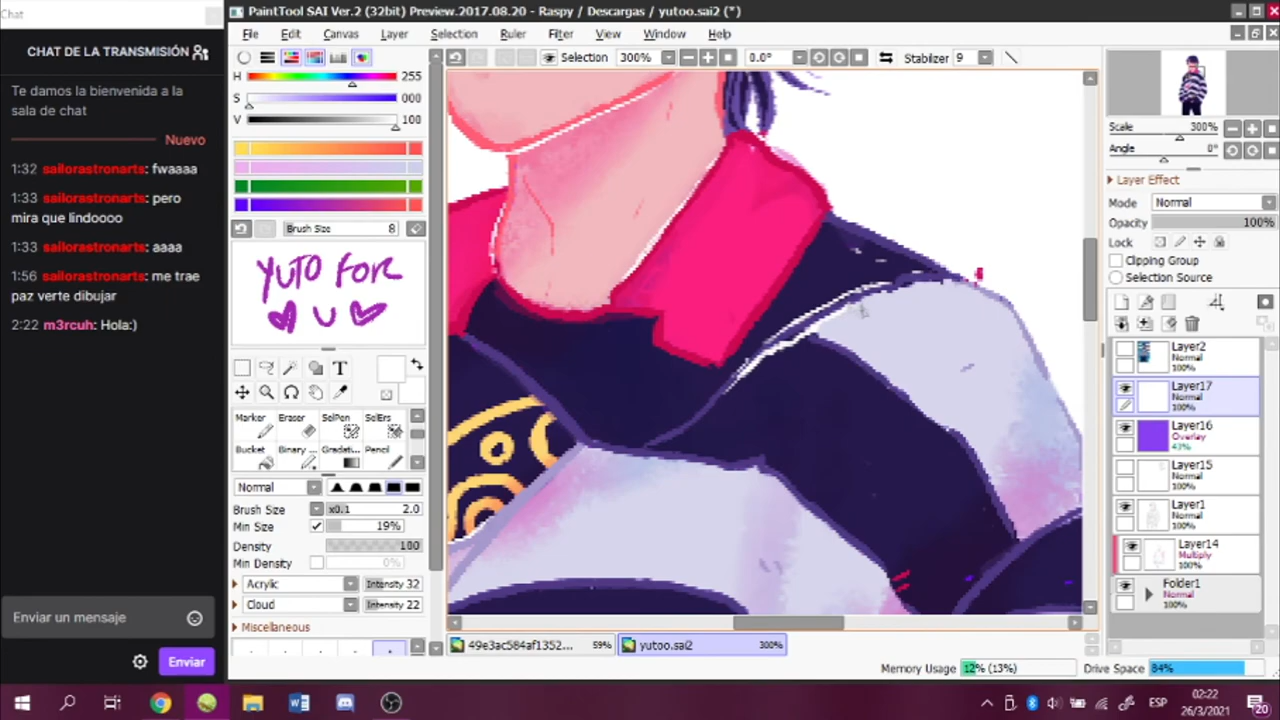 Chat
PaintTool SAI Ver.2 (32bit) Preview.2017.08.20 - Raspy / Descargas / yutoo.sai2 (*)
File Edit Canvas Layer Selection Ruler Filter View Window Help
CHAT DE LA TRANSMISIÓN
Te damos la bienvenida a la
sala de chat
Nuevo
1:32 sailorastronarts: fwaaaa
1:33 sailorastronarts: pero
mira que lindoooo
1:33 sailorastronarts: aaaa
1:56 sailorastronarts: me trae
paz verte dibujar
2:22 m3rcuh: Hola:)
Enviar un mensaje
Enviar
H 255
S 000
V 100
Brush Size 8
YUTO FOR
U
T
Marker Eraser SelPen SelErs
Bucket Binary ... Gradati... Pencil
Normal
Brush Size x0.1 2.0
Min Size 19%
Density 100
Min Density 0%
Acrylic Intensity 32
Cloud Intensity 22
Miscellaneous
Selection 300% 0.0° Stabilizer 9
49e3ac584af1352... 59% yutoo.sai2 300%
Memory Usage 12% (13%) Drive Space 84%
Scale 300%
Angle 0°
Layer Effect
Mode Normal
Opacity 100%
Lock
Clipping Group
Selection Source
Layer2
Normal
100%
Layer17
Normal
100%
Layer16
Overlay
43%
Layer15
Normal
100%
Layer1
Normal
100%
Layer14
Multiply
100%
Folder1
Normal
100%
ESP
02:22
26/3/2021
20